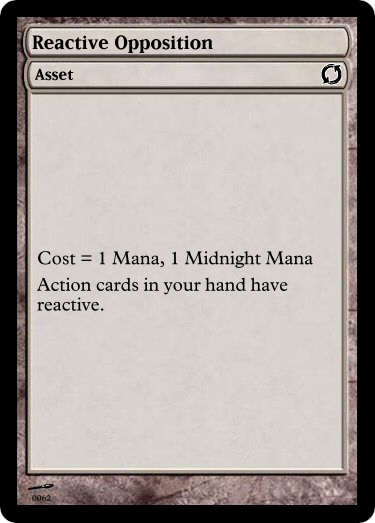 Reactive Opposition
Asset
Cost = 1 Mana, 1 Midnight Mana
Action cards in your hand have
reactive.
0062